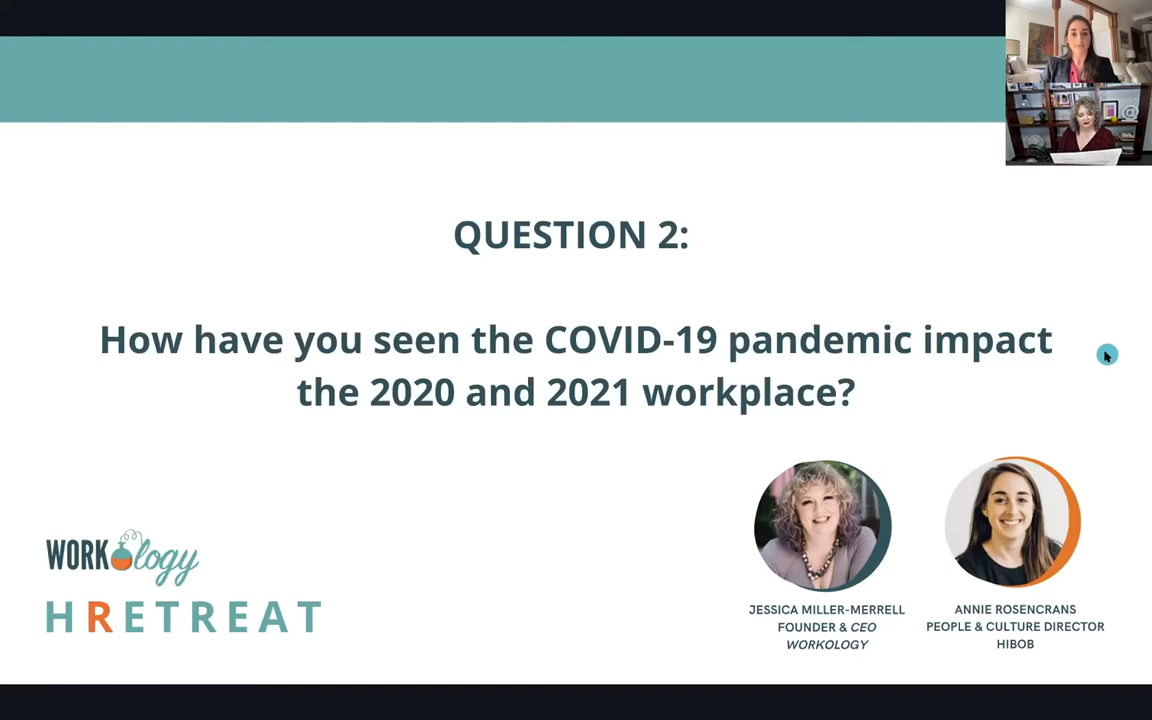 QUESTION 2:
How have you seen the COVID-19 pandemic impact
the 2020 and 2021 workplace?
WORKology
HRETREAT
JESSICA MILLER-MERRELL
FOUNDER & CEO
WORKOLOGY
ANNIE ROSENCRANS
PEOPLE & CULTURE DIRECTOR
HIBOB